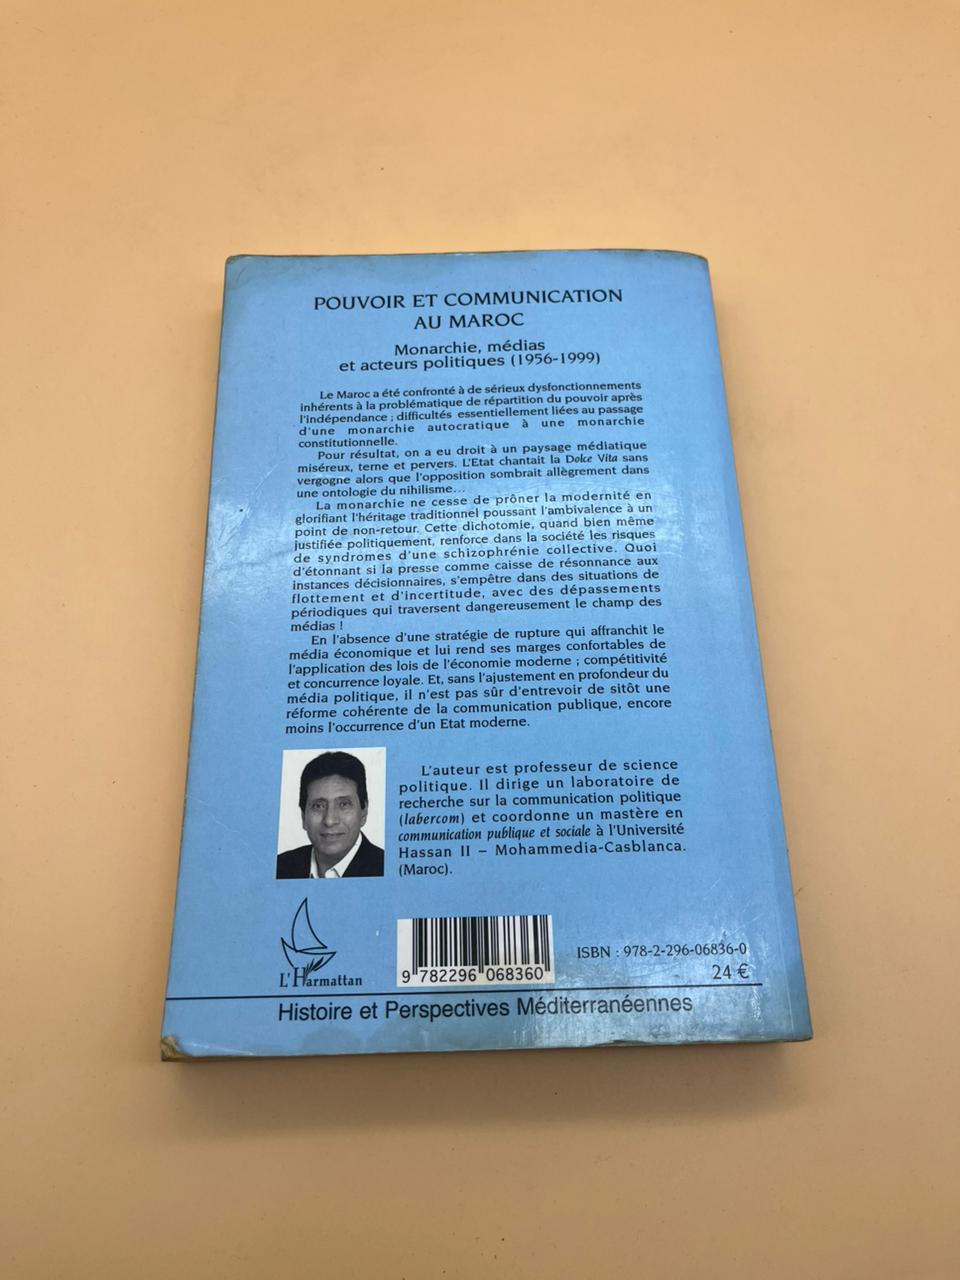 POUVOIR ET COMMUNICATION
AU MAROC
Monarchie, médias
et acteurs politiques (1956-1999)
Le Maroc a été confronté à de sérieux dysfonctionnements
inhérents à la problématique de répartition du pouvoir après
l'indépendance ; difficultés essentiellement liées au passage
d'une monarchie autocratique à une monarchie
constitutionnelle.
Pour résultat, on a eu droit à un paysage médiatique
miséreux, terne et pervers. L'Etat chantait la Dolce Vita sans
vergogne alors que l'opposition sombrait allègrement dans
une ontologie du nihilisme...
La monarchie ne cesse de prôner la modernité en
glorifiant l'héritage traditionnel poussant l'ambivalence à un
point de non-retour. Cette dichotomie, quand bien même
justifiée politiquement, renforce dans la société les risques
de syndromes d'une schizophrénie collective. Quoi
d'étonnant si la presse comme caisse de résonnance aux
instances décisionnaires, s'empêtre dans des situations de
flottement et d'incertitude, avec des dépassements
périodiques qui traversent dangereusement le champ des
médias !
En l'absence d'une stratégie de rupture qui affranchit le
média économique et lui rend ses marges confortables de
l'application des lois de l'économie moderne ; compétitivité
et concurrence loyale. Et, sans l'ajustement en profondeur du
média politique, il n'est pas sûr d'entrevoir de sitôt une
réforme cohérente de la communication publique, encore
moins l'occurrence d'un Etat moderne.
L'auteur est professeur de science
politique. Il dirige un laboratoire de
recherche sur la communication politique
(labercom) et coordonne un mastère en
communication publique et sociale à l'Université
Hassan II – Mohammedia-Casblanca.
(Maroc).
L'Harmattan
9 782296 068360
ISBN : 978-2-296-06836-0
24 €
Histoire et Perspectives Méditerranéennes